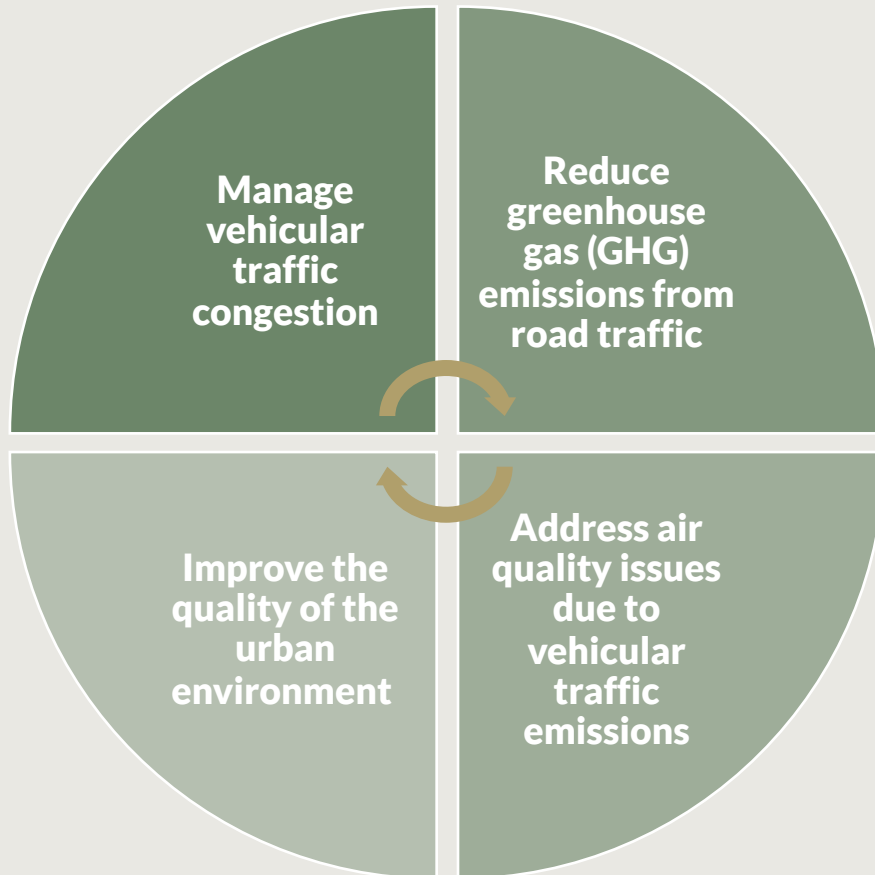 Manage
vehicular
traffic
congestion
Reduce
greenhouse
gas (GHG)
emissions from
road traffic
Improve the
quality of the
urban
environment
Address air
quality issues
due to
vehicular
traffic
emissions